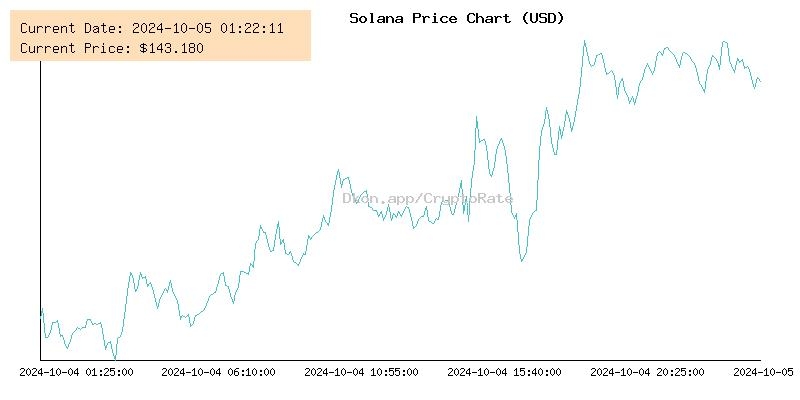 Solana Price Chart (USD)
Current Date: 2024-10-05 01:22:11
Current Price: $143.180
Dkon.app/CryptoRate
2024-10-04 01:25:00 2024-10-04 06:10:00 2024-10-04 10:55:00 2024-10-04 15:40:00 2024-10-04 20:25:00 2024-10-05